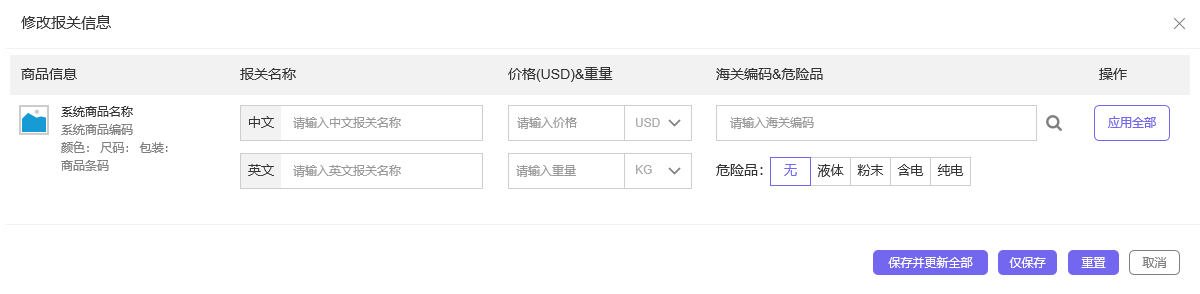 修改报关信息
商品信息 报关名称 价格(USD)&重量 海关编码&危险品 操作
系统商品名称
系统商品编码
颜色： 尺码： 包装：
商品条码
中文 请输入中文报关名称
英文 请输入英文报关名称
请输入价格 USD
请输入重量 KG
请输入海关编码
危险品： 无 液体 粉末 含电 纯电
应用全部
保存并更新全部 仅保存 重置 取消